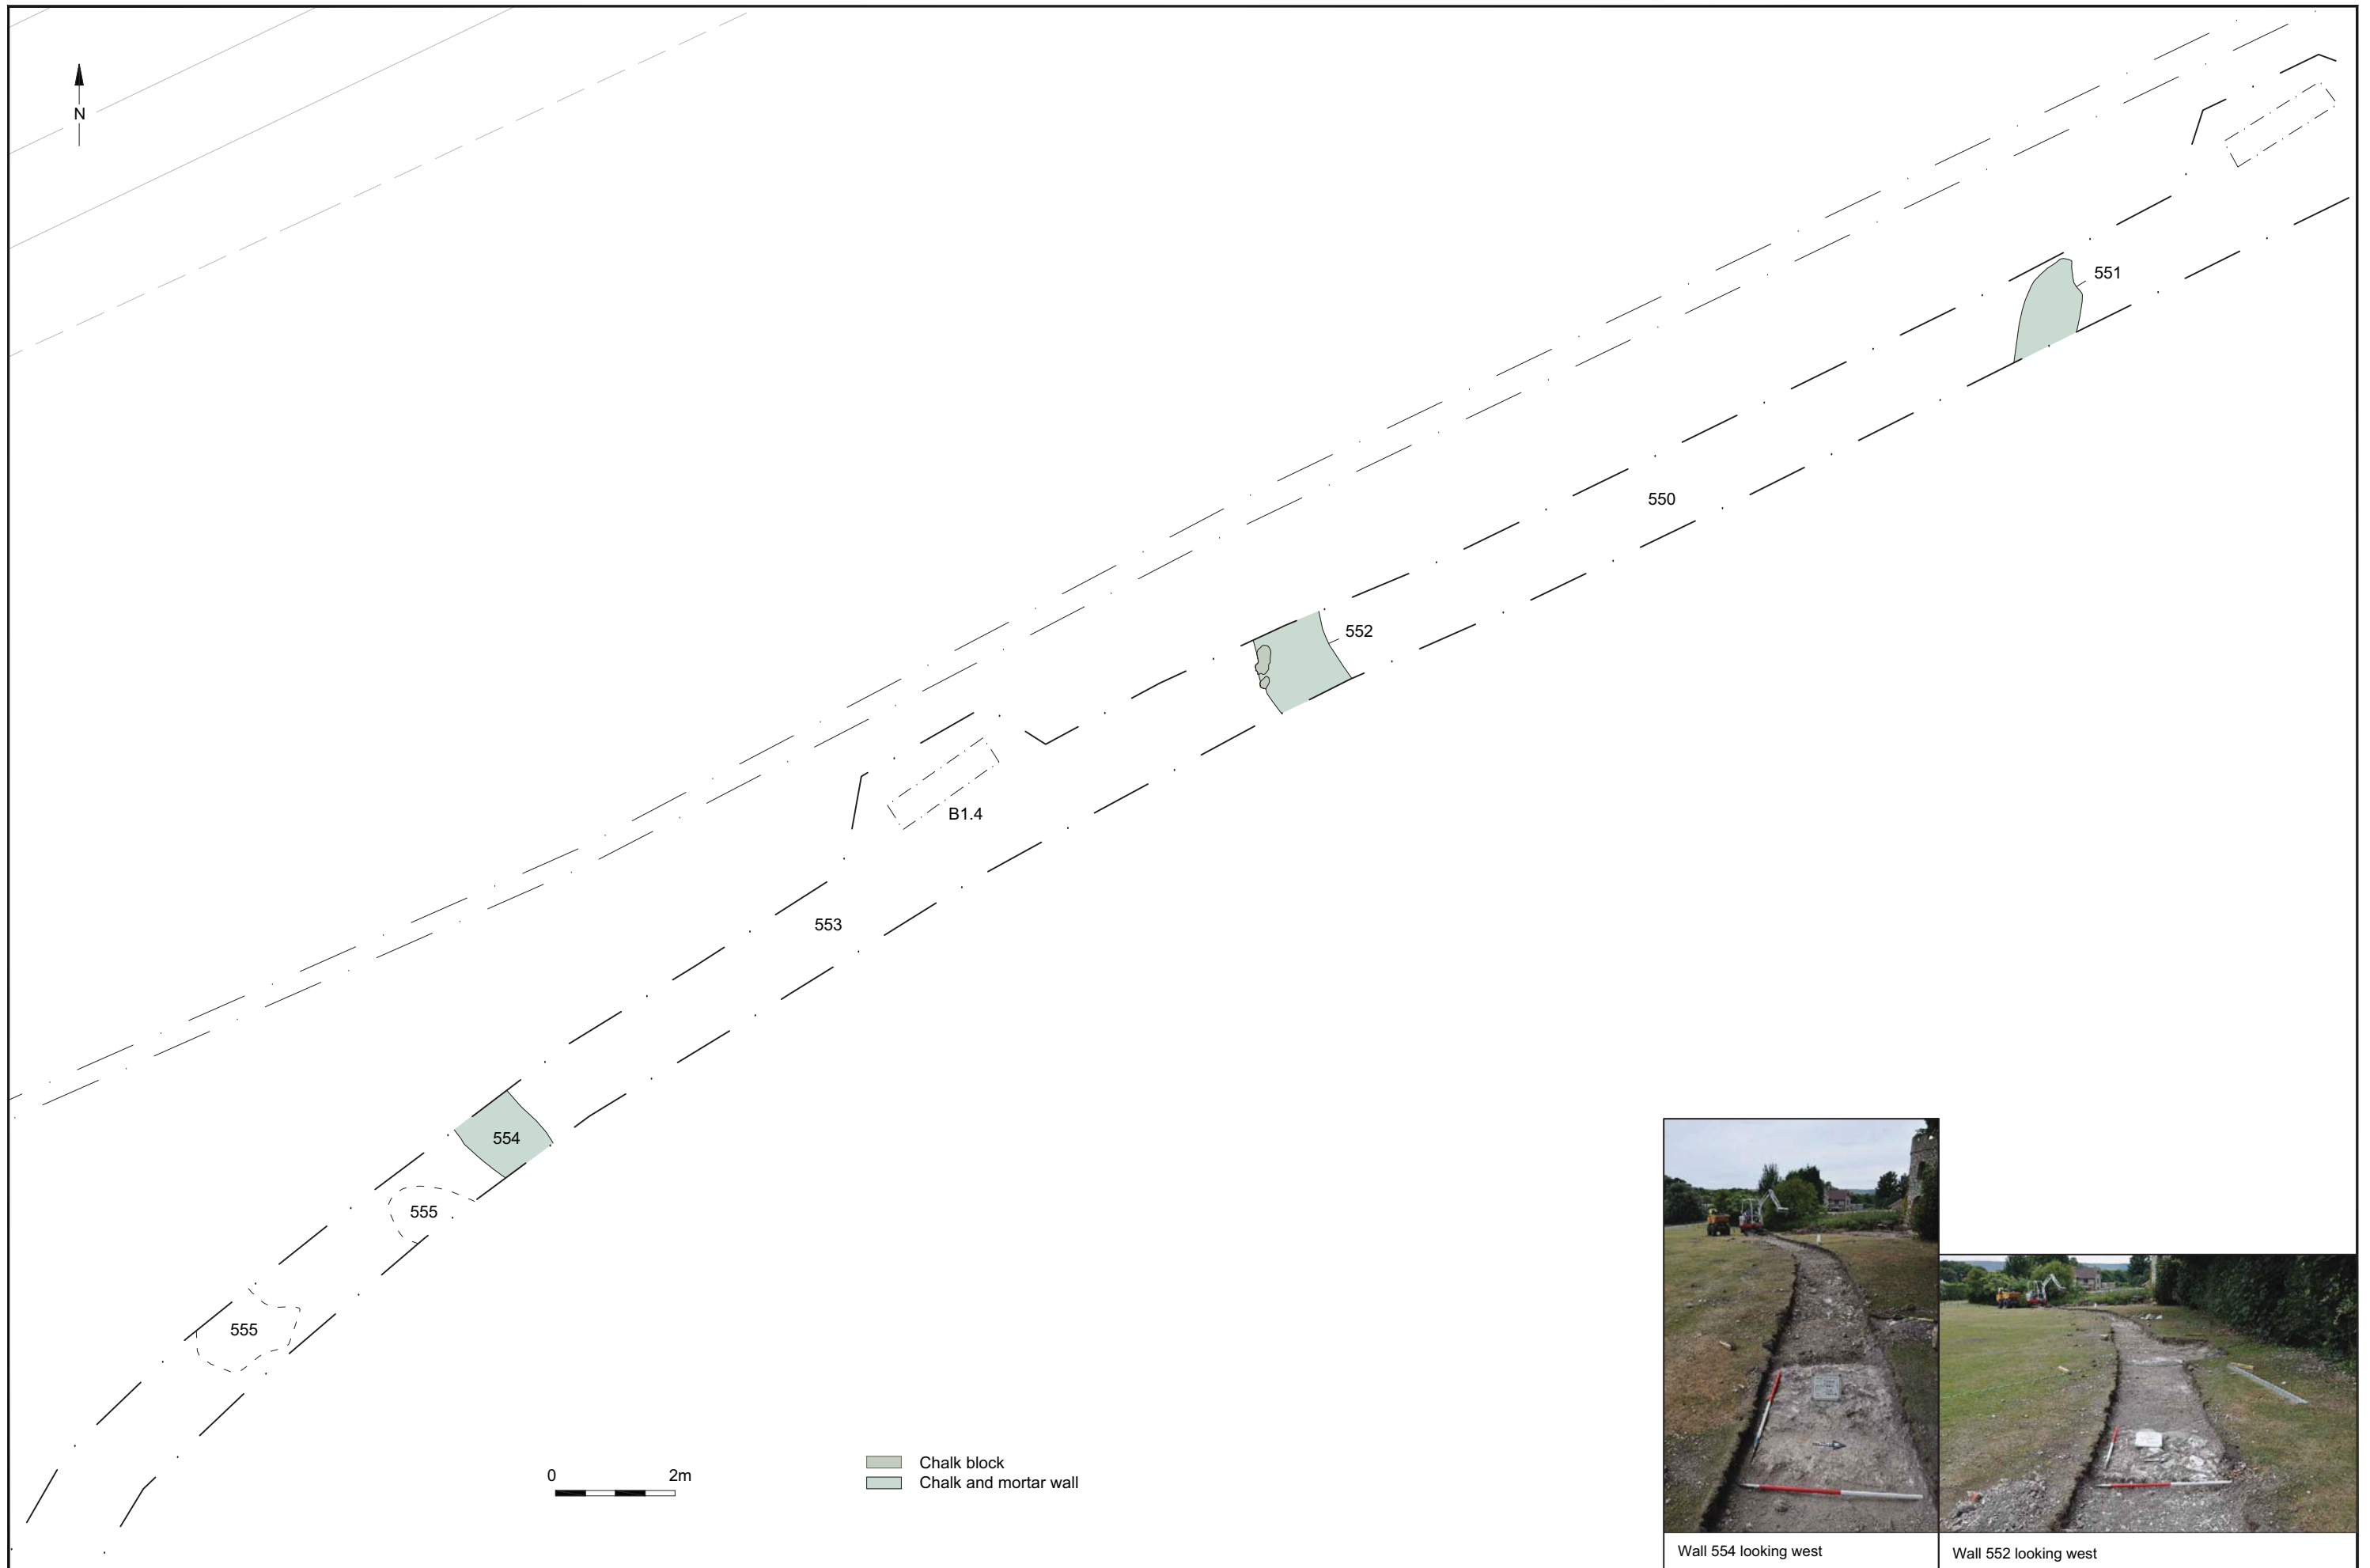 N
551
550
552
B1.4
553
554
555
555
0 2m
Chalk block
Chalk and mortar wall
Wall 554 looking west
Wall 552 looking west